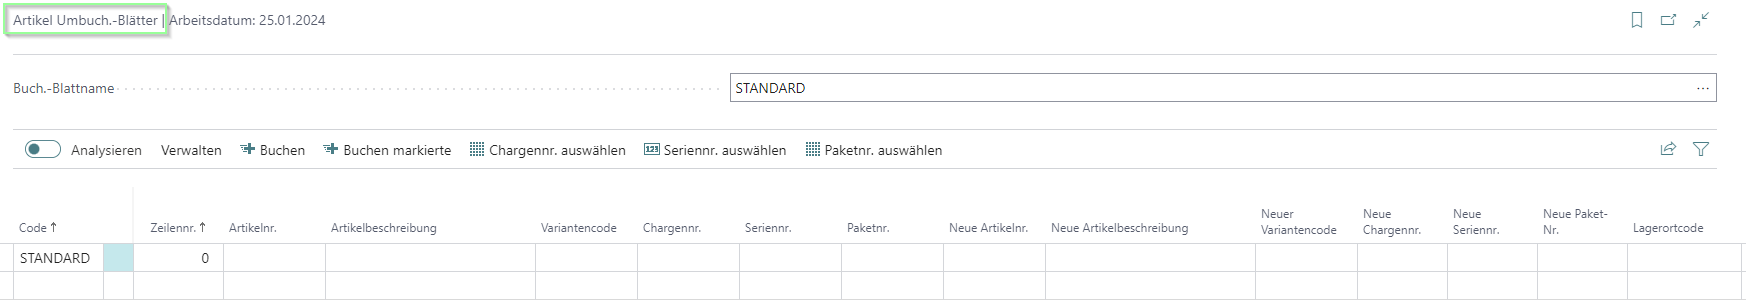 Artikel Umbuch.-Blätter | Arbeitsdatum: 25.01.2024
Buch.-Blattname STANDARD ...
Analysieren Verwalten Buchen Buchen markierte Chargennr. auswählen 123 Seriennr. auswählen Paketnr. auswählen
Code ↑ Zeilennr. ↑ Artikelnr. Artikelbeschreibung Variantencode Chargennr. Seriennr. Paketnr. Neue Artikelnr. Neue Artikelbeschreibung Neuer Variantencode Neue Chargennr. Neue Seriennr. Neue Paket-Nr. Lagerortcode
STANDARD 0